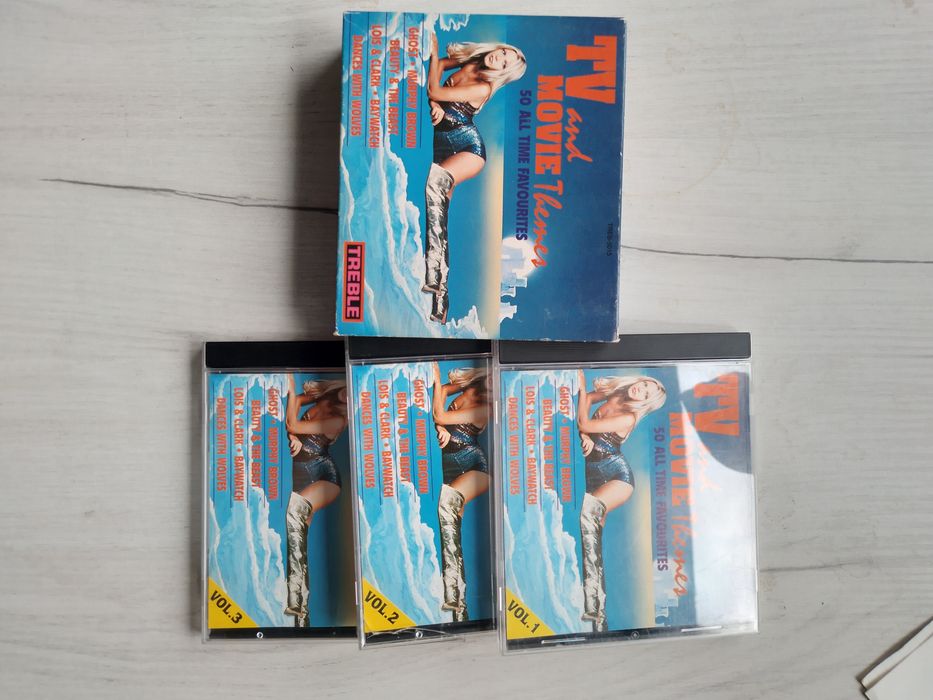 TV
and
MOVIE Themes
50 ALL TIME FAVOURITES
TREB-3015
GHOST • MURPHY BROWN
BEAUTY & THE BEAST
LOIS & CLARK • BAYWATCH
DANCES WITH WOLVES
TREBLE
GHOST • MURPHY BROWN
BEAUTY & THE BEAST
LOIS & CLARK • BAYWATCH
DANCES WITH WOLVES
VOL.3
GHOST • MURPHY BROWN
BEAUTY & THE BEAST
LOIS & CLARK • BAYWATCH
DANCES WITH WOLVES
VOL.2
TV
and
MOVIE Themes
50 ALL TIME FAVOURITES
GHOST • MURPHY BROWN
BEAUTY & THE BEAST
LOIS & CLARK • BAYWATCH
DANCES WITH WOLVES
VOL.1